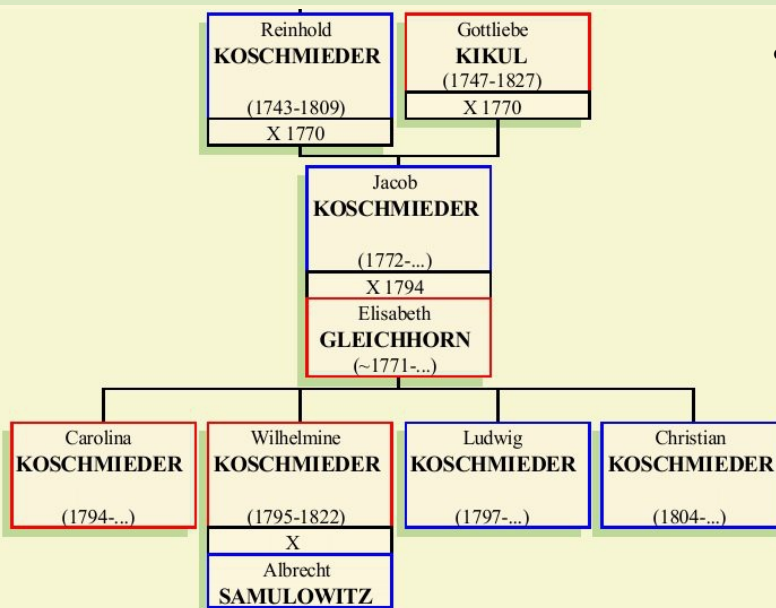 Reinhold
KOSCHMIEDER
(1743-1809)
X 1770
Gottliebe
KIKUL
(1747-1827)
X 1770
Jacob
KOSCHMIEDER
(1772-...)
X 1794
Elisabeth
GLEICHHORN
(~1771-...)
Carolina
KOSCHMIEDER
(1794-...)
Wilhelmine
KOSCHMIEDER
(1795-1822)
X
Albrecht
SAMULOWITZ
Ludwig
KOSCHMIEDER
(1797-...)
Christian
KOSCHMIEDER
(1804-...)